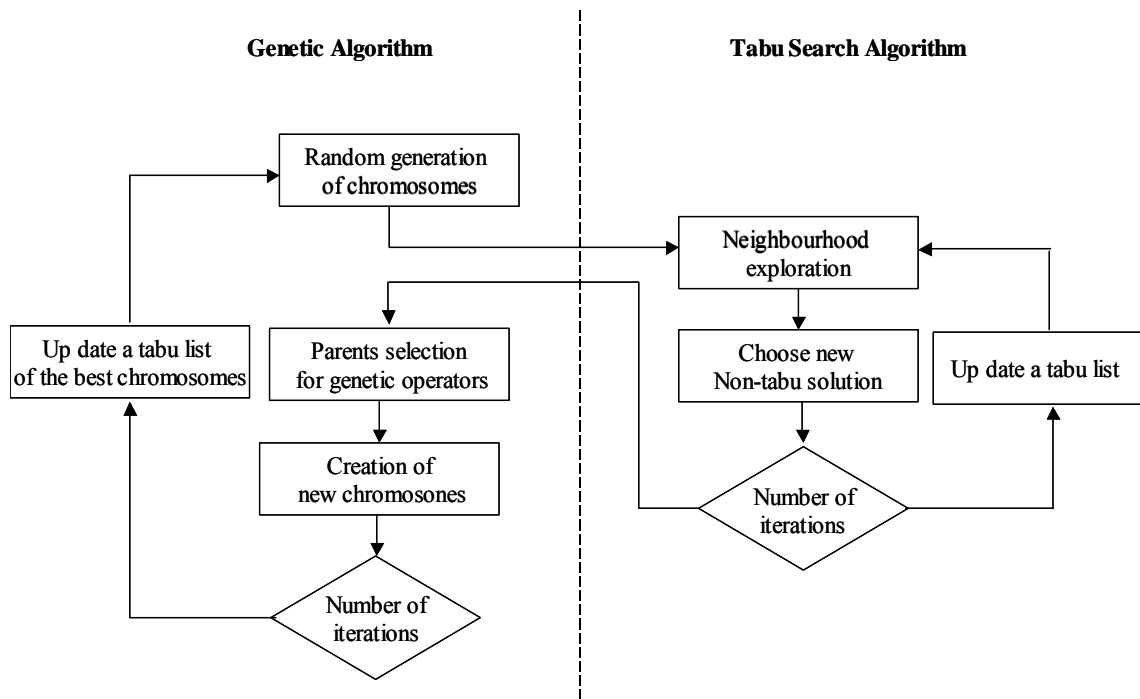 Genetic Algorithm
Tabu Search Algorithm
Random generation
of chromosomes
Neighbourhood
exploration
Up date a tabu list
of the best chromosomes
Parents selection
for genetic operators
Choose new
Non-tabu solution
Up date a tabu list
Creation of
new chromosones
Number of
iterations
Number of
iterations